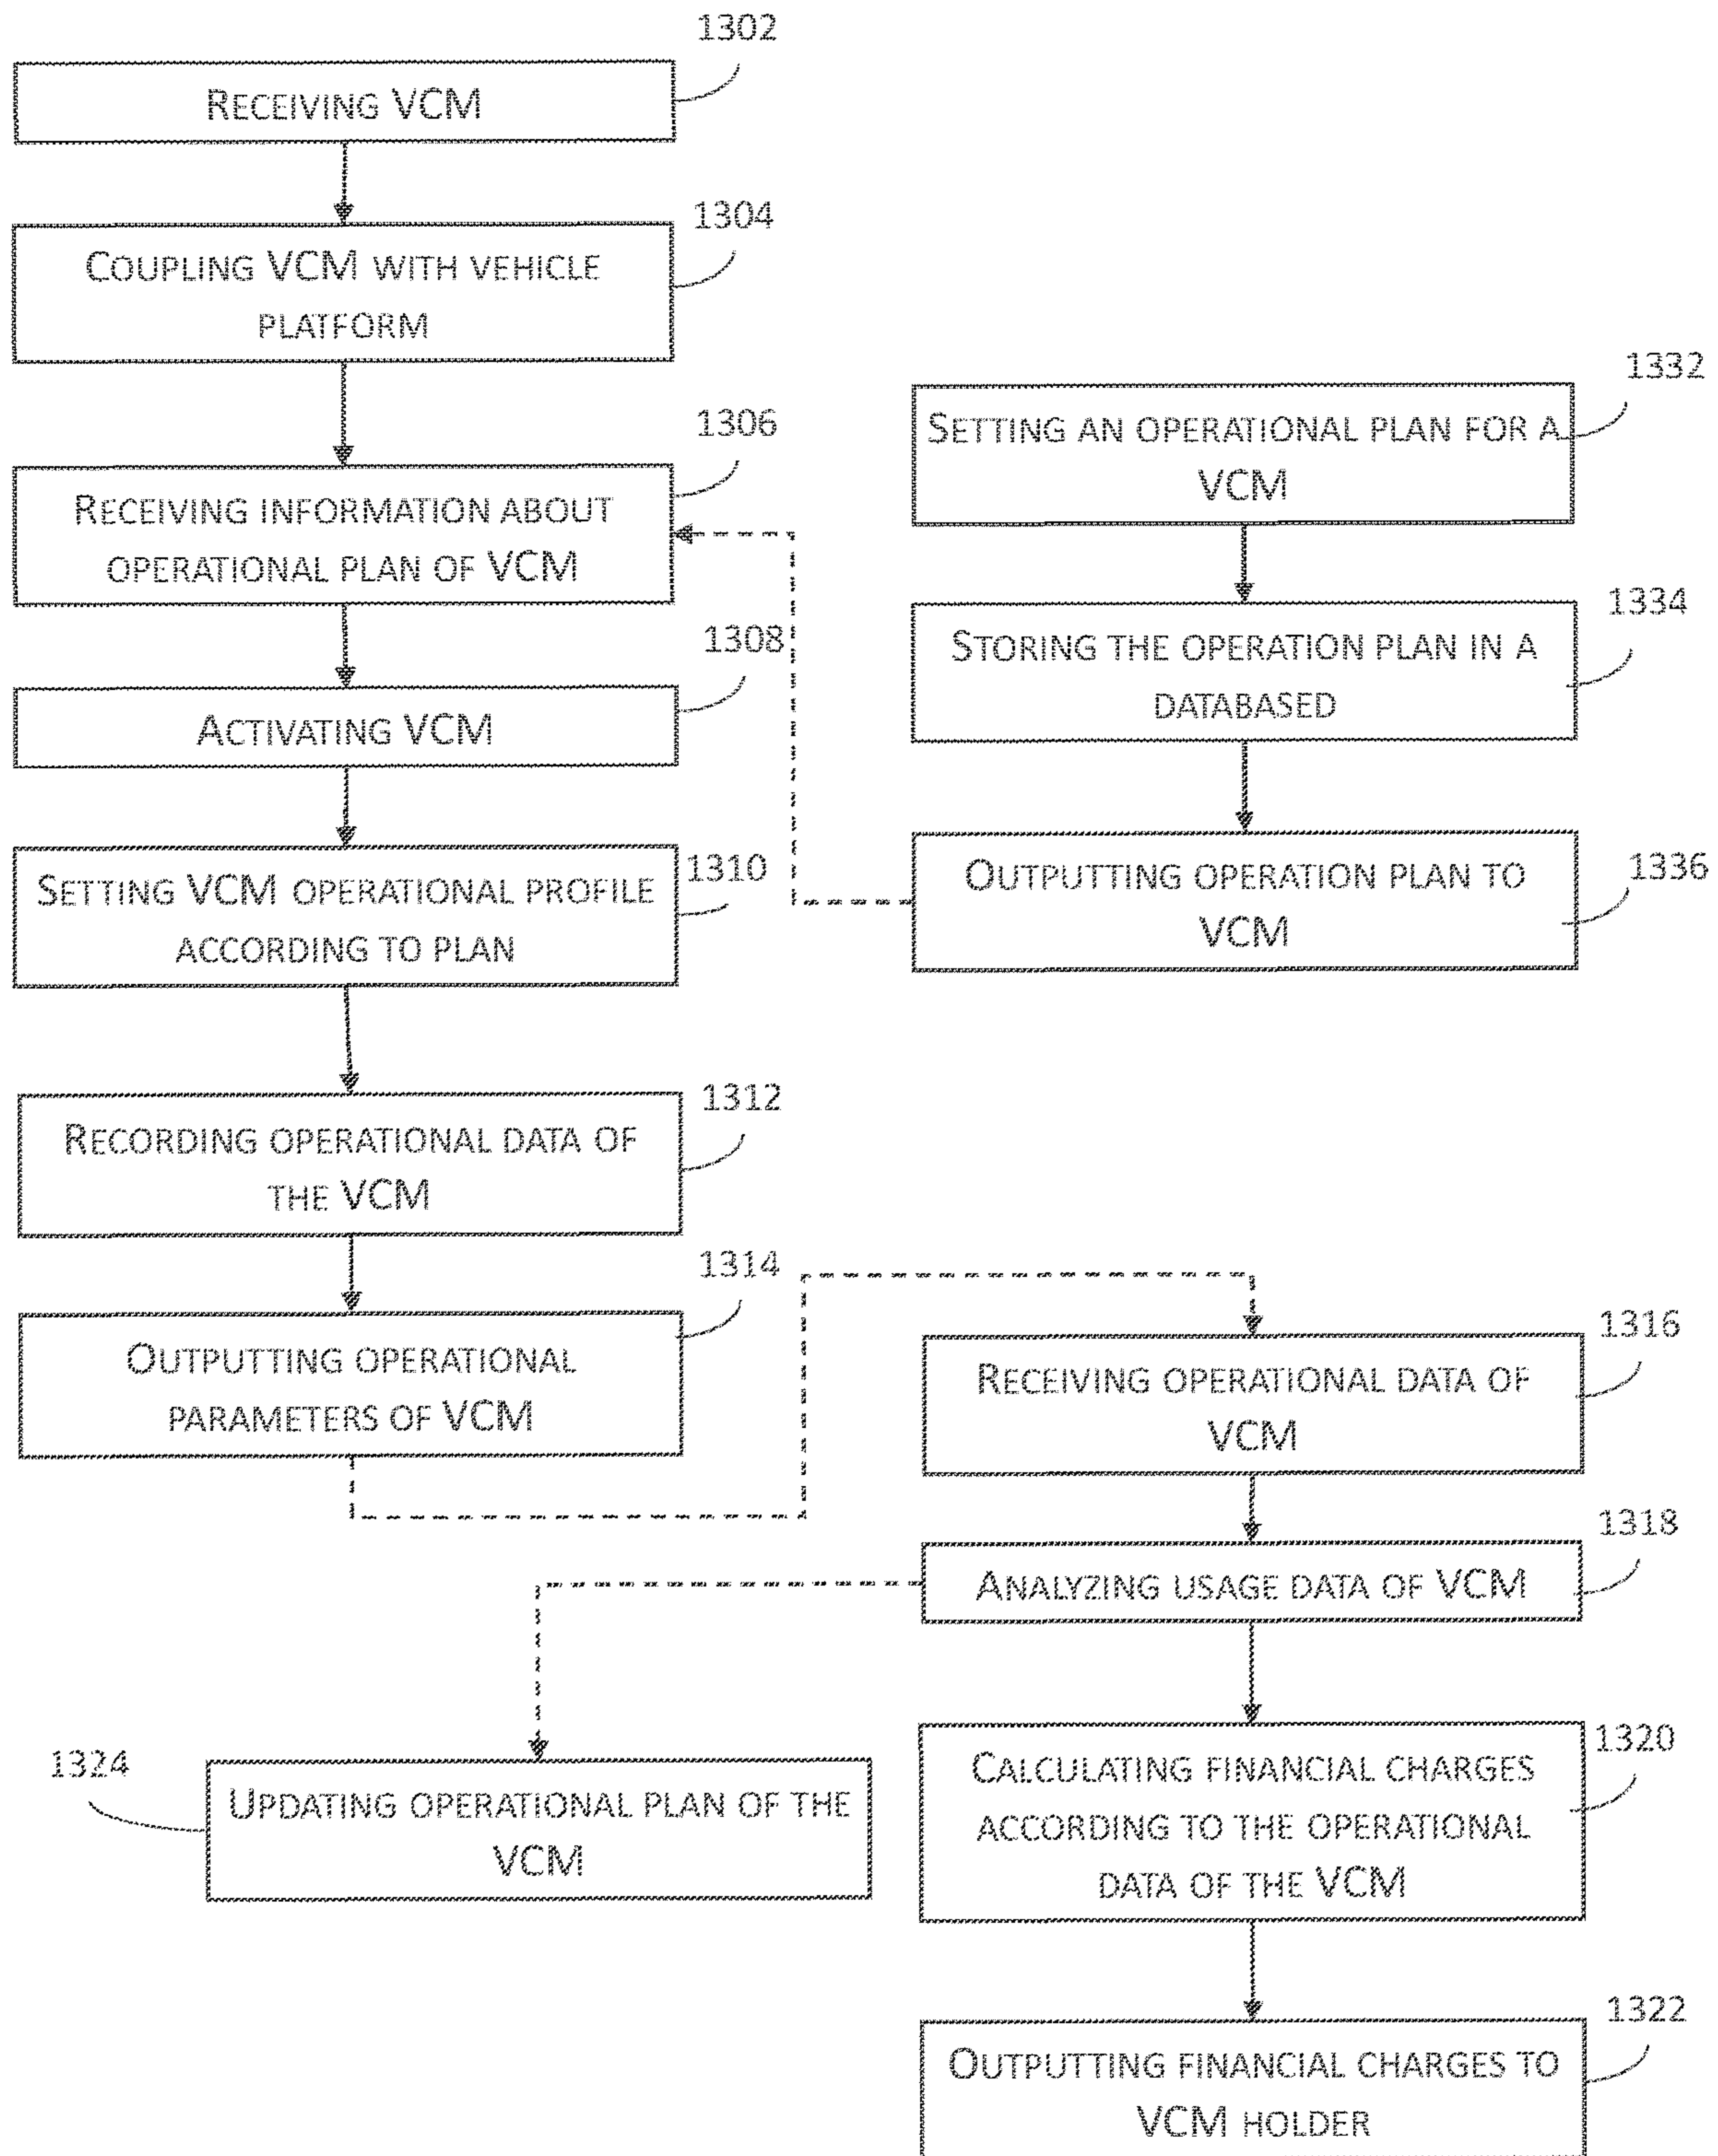 1302
RECEIVING VCM
1304
COUPLING VCM WITH VEHICLE
PLATFORM
1306
RECEIVING INFORMATION ABOUT
OPERATIONAL PLAN OF VCM
1308
ACTIVATING VCM
1310
SETTING VCM OPERATIONAL PROFILE
ACCORDING TO PLAN
1312
RECORDING OPERATIONAL DATA OF
THE VCM
1314
OUTPUTTING OPERATIONAL
PARAMETERS OF VCM
1332
SETTING AN OPERATIONAL PLAN FOR A
VCM
1334
STORING THE OPERATION PLAN IN A
DATABASED
1336
OUTPUTTING OPERATION PLAN TO
VCM
1316
RECEIVING OPERATIONAL DATA OF
VCM
1318
ANALYZING USAGE DATA OF VCM
1324
UPDATING OPERATIONAL PLAN OF THE
VCM
1320
CALCULATING FINANCIAL CHARGES
ACCORDING TO THE OPERATIONAL
DATA OF THE VCM
1322
OUTPUTTING FINANCIAL CHARGES TO
VCM HOLDER